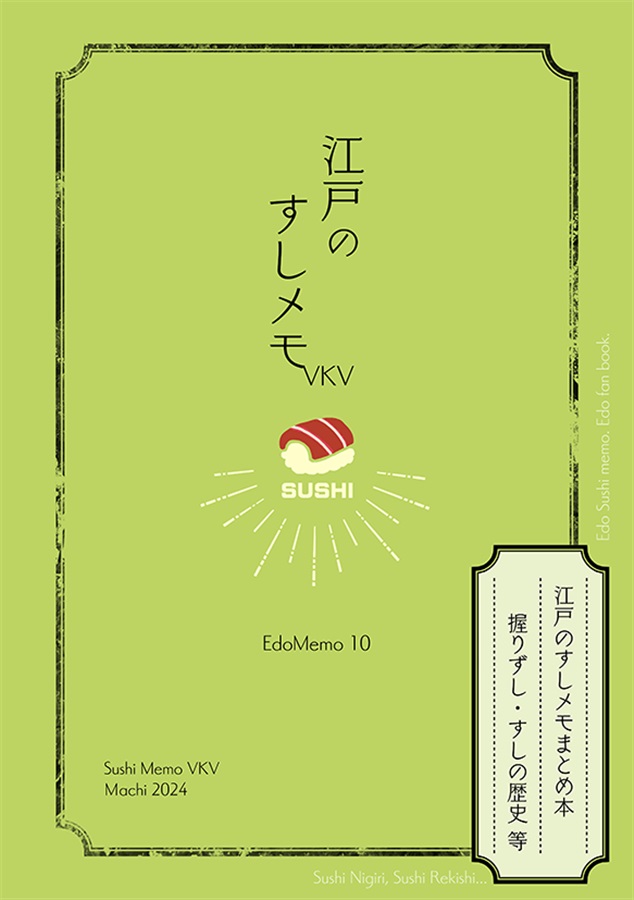 江戸の
すしメモ
VKV
SUSHI
EdoMemo 10
Sushi Memo VKV
Machi 2024
Edo Sushi memo. Edo fan book.
江戸のすしメモまとめ本
握りずし・すしの歴史 等
Sushi Nigiri, Sushi Rekishi...